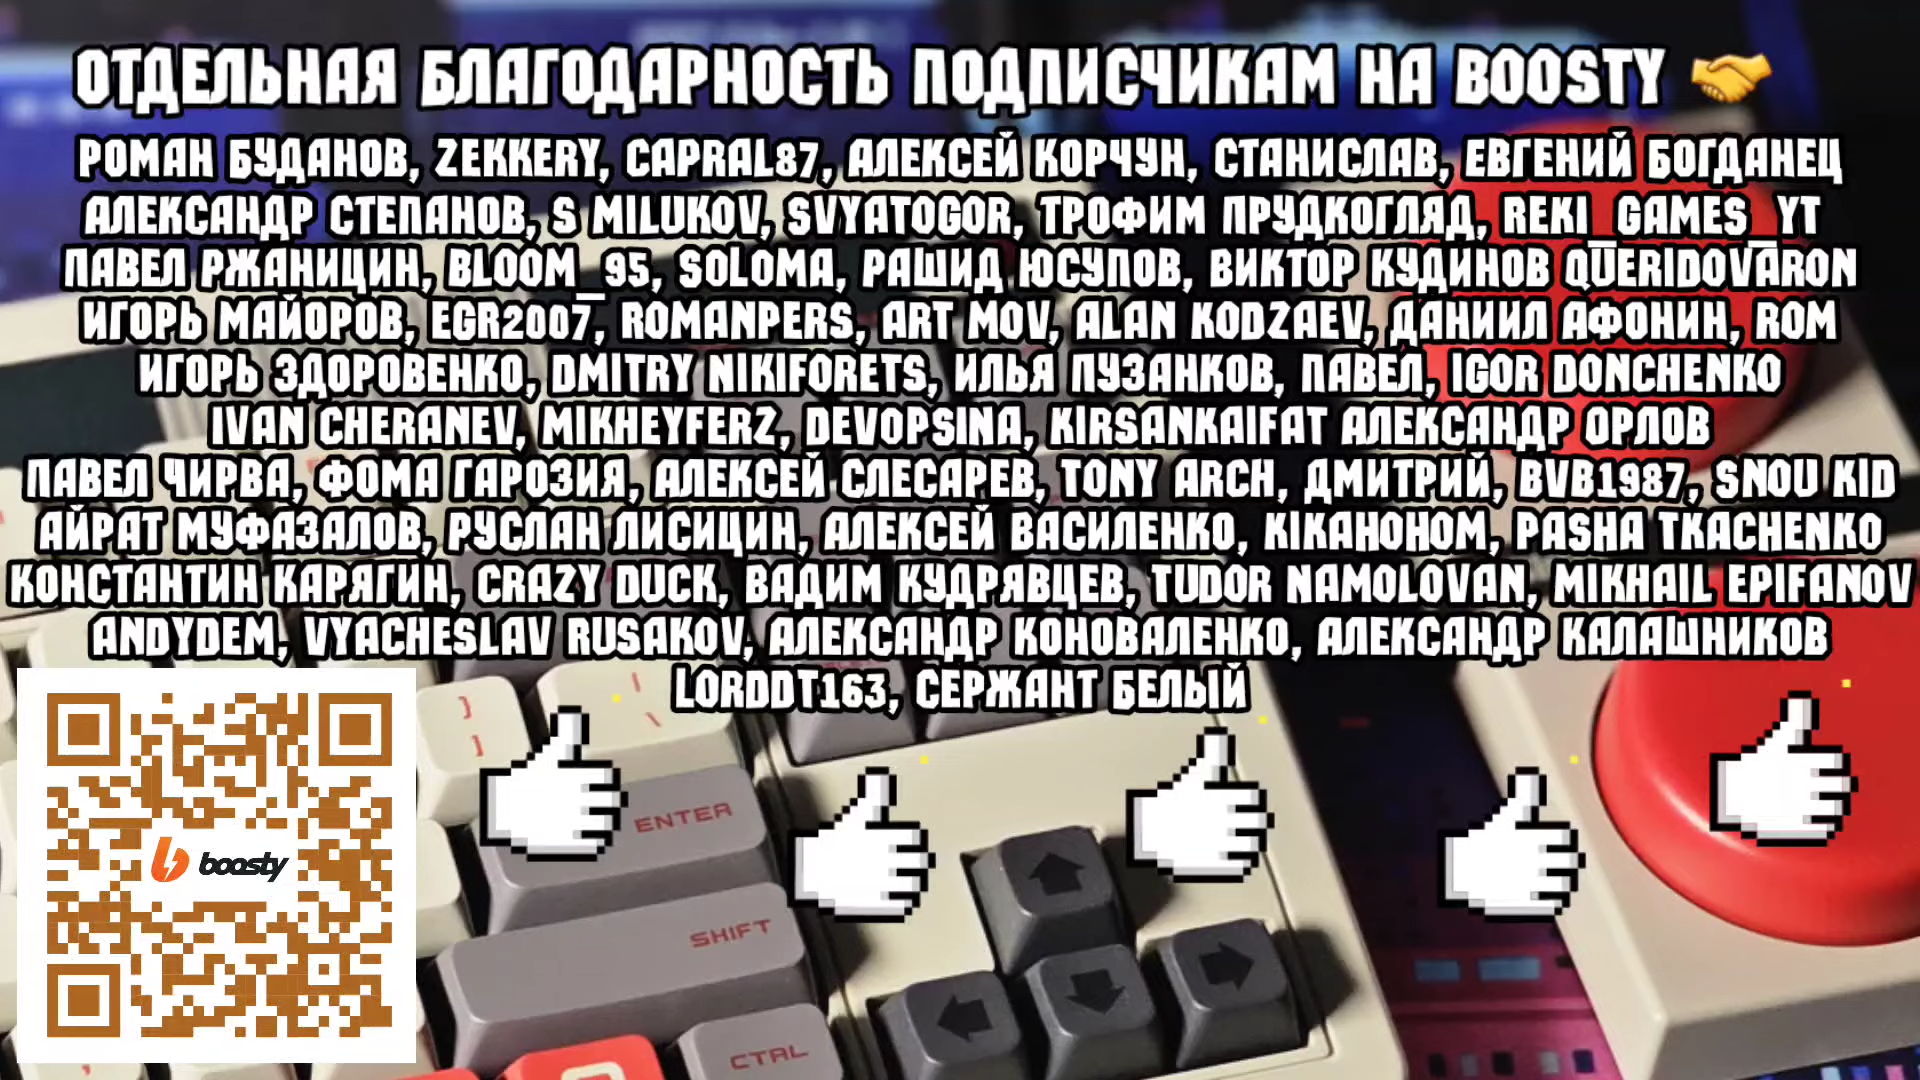 ОТДЕЛЬНАЯ БЛАГОДАРНОСТЬ ПОДПИСЧИКАМ НА BOOSTY
РОМАН БУДАНОВ, ZEKKERY, CAPRAL87, АЛЕКСЕЙ КОРЧУН, СТАНИСЛАВ, ЕВГЕНИЙ БОГДАНЕЦ
АЛЕКСАНДР СТЕПАНОВ, S MILUKOV, SVYATOGOR, ТРОФИМ ПРУДКОГЛЯД, REKI_GAMES_YT
ПАВЕЛ РЖАНИЦИН, BLOOM_95, SOLOMA, РАШИД ЮСУПОВ, ВИКТОР КУДИНОВ QUERIDOVARON
ИГОРЬ МАЙОРОВ, EGR2007, ROMANPERS, ART MOV, ALAN KODZAEV, ДАНИИЛ АФОНИН, ROM
ИГОРЬ ЗДОРОВЕНКО, DMITRY NIKIFORETS, ИЛЬЯ ПУЗАНКОВ, ПАВЕЛ, IGOR DONCHENKO
IVAN CHERANEV, MIKHEYFERZ, DEVOPSINA, KIRSANKAIFAT АЛЕКСАНДР ОРЛОВ
ПАВЕЛ ЧИРВА, ФОМА ГАРОЗИЯ, АЛЕКСЕЙ СЛЕСАРЕВ, TONY ARCH, ДМИТРИЙ, BVB1987, SNOU KID
АЙРАТ МУФАЗАЛОВ, РУСЛАН ЛИСИЦИН, АЛЕКСЕЙ ВАСИЛЕНКО, KIKAHOHOM, PASHA TKACHENKO
КОНСТАНТИН КАРЯГИН, CRAZY DUCK, ВАДИМ КУДРЯВЦЕВ, TUDOR NAMOLOVAN, MIKHAIL EPIFANOV
ANDYDEM, VYACHESLAV RUSAKOV, АЛЕКСАНДР КОНОВАЛЕНКО, АЛЕКСАНДР КАЛАШНИКОВ
LORDDT163, СЕРЖАНТ БЕЛЫЙ
boosty
ENTER
SHIFT
CTRL